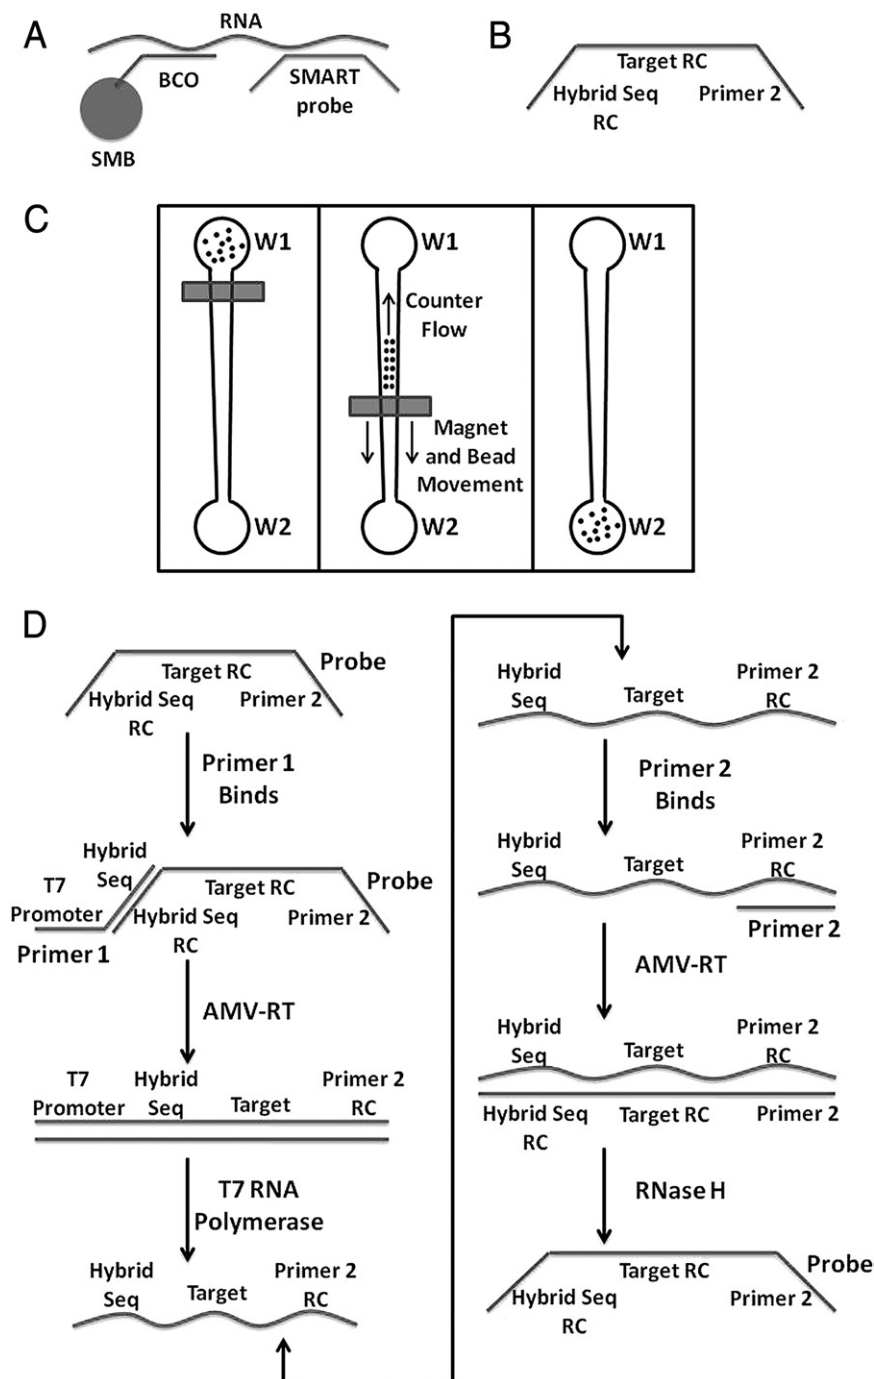 A
RNA
BCO
SMART
probe
SMB
B
Target RC
Hybrid Seq
RC
Primer 2
C
W1
W2
W1
Counter
Flow
Magnet
and Bead
Movement
W2
W1
W2
D
Probe
Target RC
Hybrid Seq
RC
Primer 2
Primer 1
Binds
Hybrid
Seq
T7
Promoter
Primer 1
Probe
Target RC
Hybrid Seq
RC
Primer 2
AMV-RT
T7
Promoter
Hybrid
Seq
Target
Primer 2
RC
T7 RNA
Polymerase
Hybrid
Seq
Target
Primer 2
RC
Hybrid
Seq
Target
Primer 2
RC
Primer 2
Binds
Hybrid
Seq
Target
Primer 2
RC
Primer 2
AMV-RT
Hybrid
Seq
Target
Primer 2
RC
Hybrid Seq
RC
Target RC
Primer 2
RNase H
Probe
Target RC
Hybrid Seq
RC
Primer 2